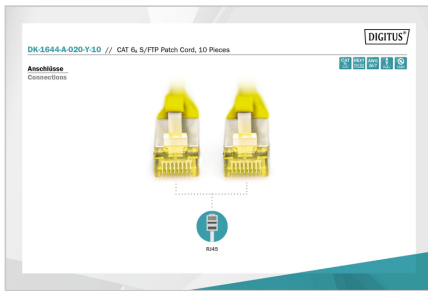 DIGITUS®
DK-1644-A-020-Y-10 // CAT 6A S/FTP Patch Cord, 10 Pieces
Anschlüsse
Connections
RJ45